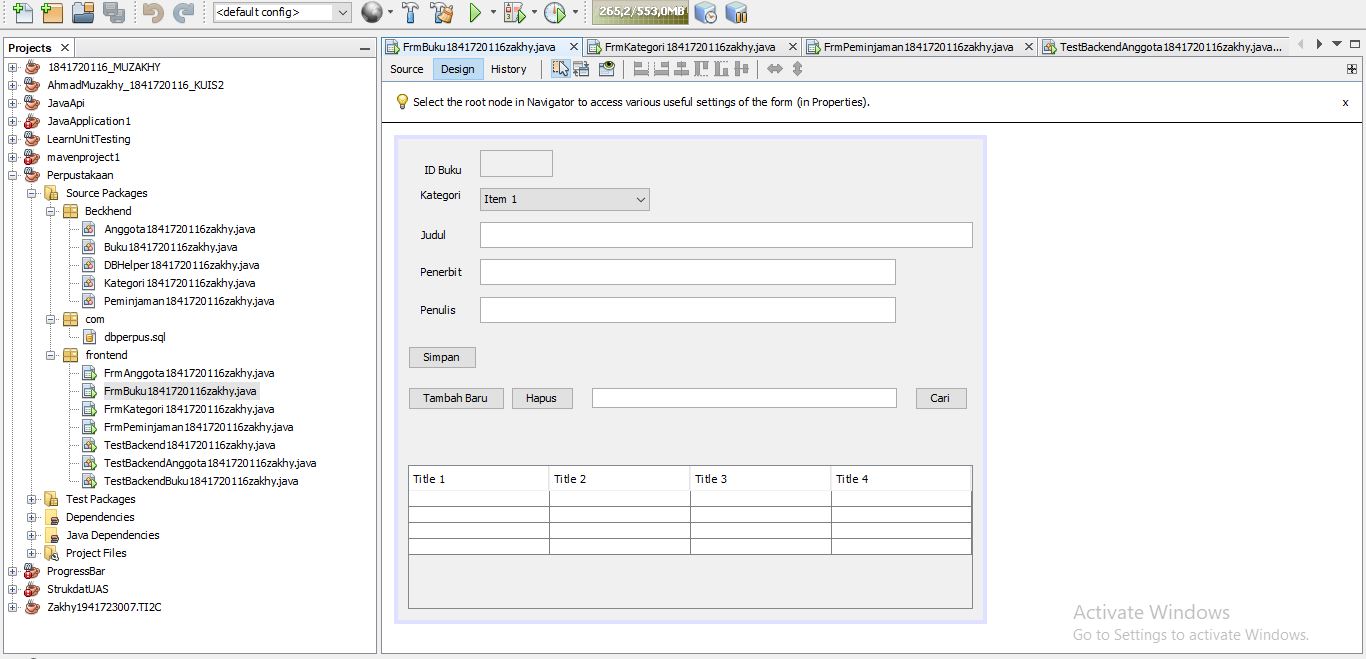 <default config>
265,2/553,0MB
Projects
FrmBuku1841720116zakhy.java
FrmKategori1841720116zakhy.java
FrmPeminjaman1841720116zakhy.java
TestBackendAnggota1841720116zakhy.java...
Source
Design
History
Select the root node in Navigator to access various useful settings of the form (in Properties).
x
1841720116_MUZAKHY
AhmadMuzakhy_1841720116_KUIS2
JavaApi
JavaApplication1
LearnUnitTesting
mavenproject1
Perpustakaan
Source Packages
Beckhend
Anggota1841720116zakhy.java
Buku1841720116zakhy.java
DBHelper1841720116zakhy.java
Kategori1841720116zakhy.java
Peminjaman1841720116zakhy.java
com
dbperpus.sql
frontend
FrmAnggota1841720116zakhy.java
FrmBuku1841720116zakhy.java
FrmKategori1841720116zakhy.java
FrmPeminjaman1841720116zakhy.java
TestBackend1841720116zakhy.java
TestBackendAnggota1841720116zakhy.java
TestBackendBuku1841720116zakhy.java
Test Packages
Dependencies
Java Dependencies
Project Files
ProgressBar
StrukdatUAS
Zakhy1941723007.TI2C
ID Buku
Kategori
Item 1
Judul
Penerbit
Penulis
Simpan
Tambah Baru
Hapus
Cari
Title 1
Title 2
Title 3
Title 4
Activate Windows
Go to Settings to activate Windows.